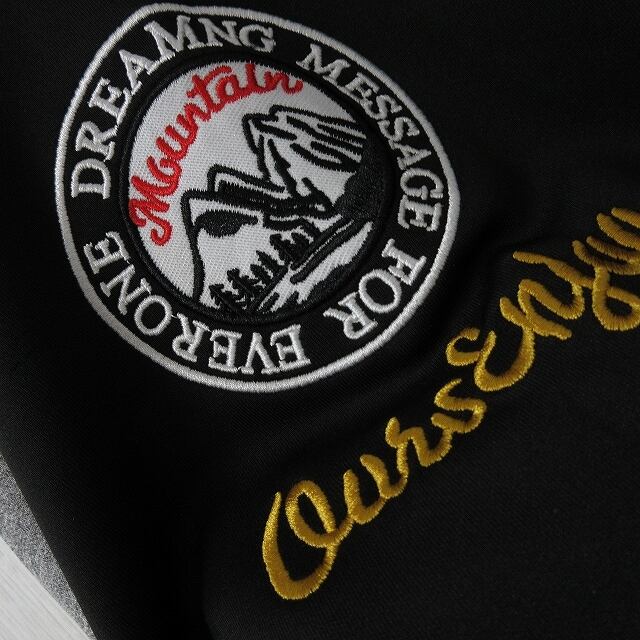 DREAMNG MESSAGE FOR EVERONE
Mountain
OursEnjoy